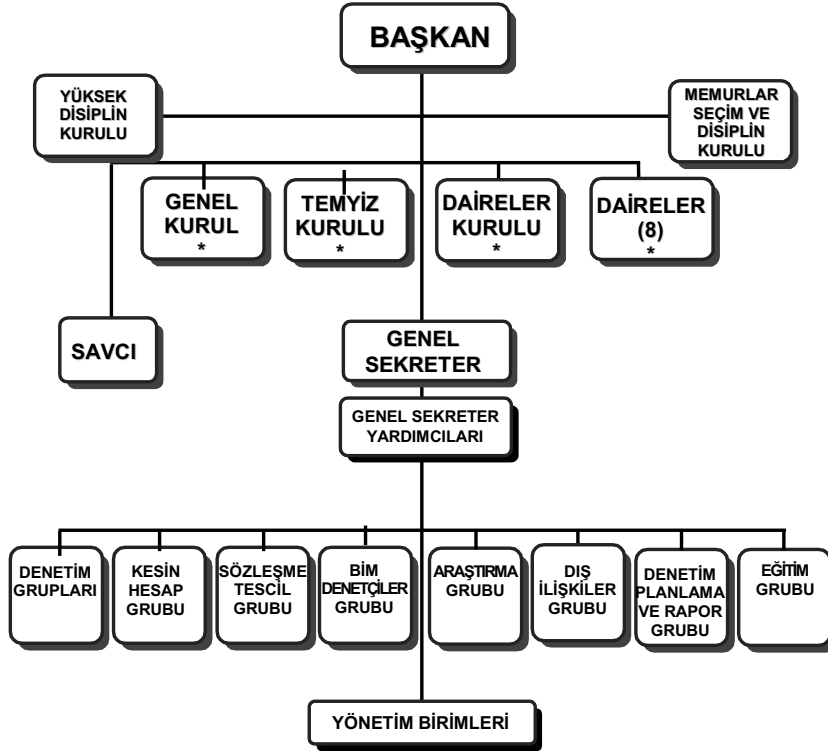 BAŞKAN
YÜKSEK
DİSİPLİN
KURULU
MEMURLAR
SEÇİM VE
DİSİPLİN
KURULU
GENEL
KURUL
*
TEMYİZ
KURULU
*
DAİRELER
KURULU
*
DAİRELER
(8)
*
SAVCI
GENEL
SEKRETER
GENEL SEKRETER
YARDIMCILARI
DENETİM
GRUPLARI
KESİN
HESAP
GRUBU
SÖZLEŞME
TESCİL
GRUBU
BİM
DENETÇİLER
GRUBU
ARAŞTIRMA
GRUBU
DIŞ
İLİŞKİLER
GRUBU
DENETİM
PLANLAMA
VE RAPOR
GRUBU
EĞİTİM
GRUBU
YÖNETİM BİRİMLERİ